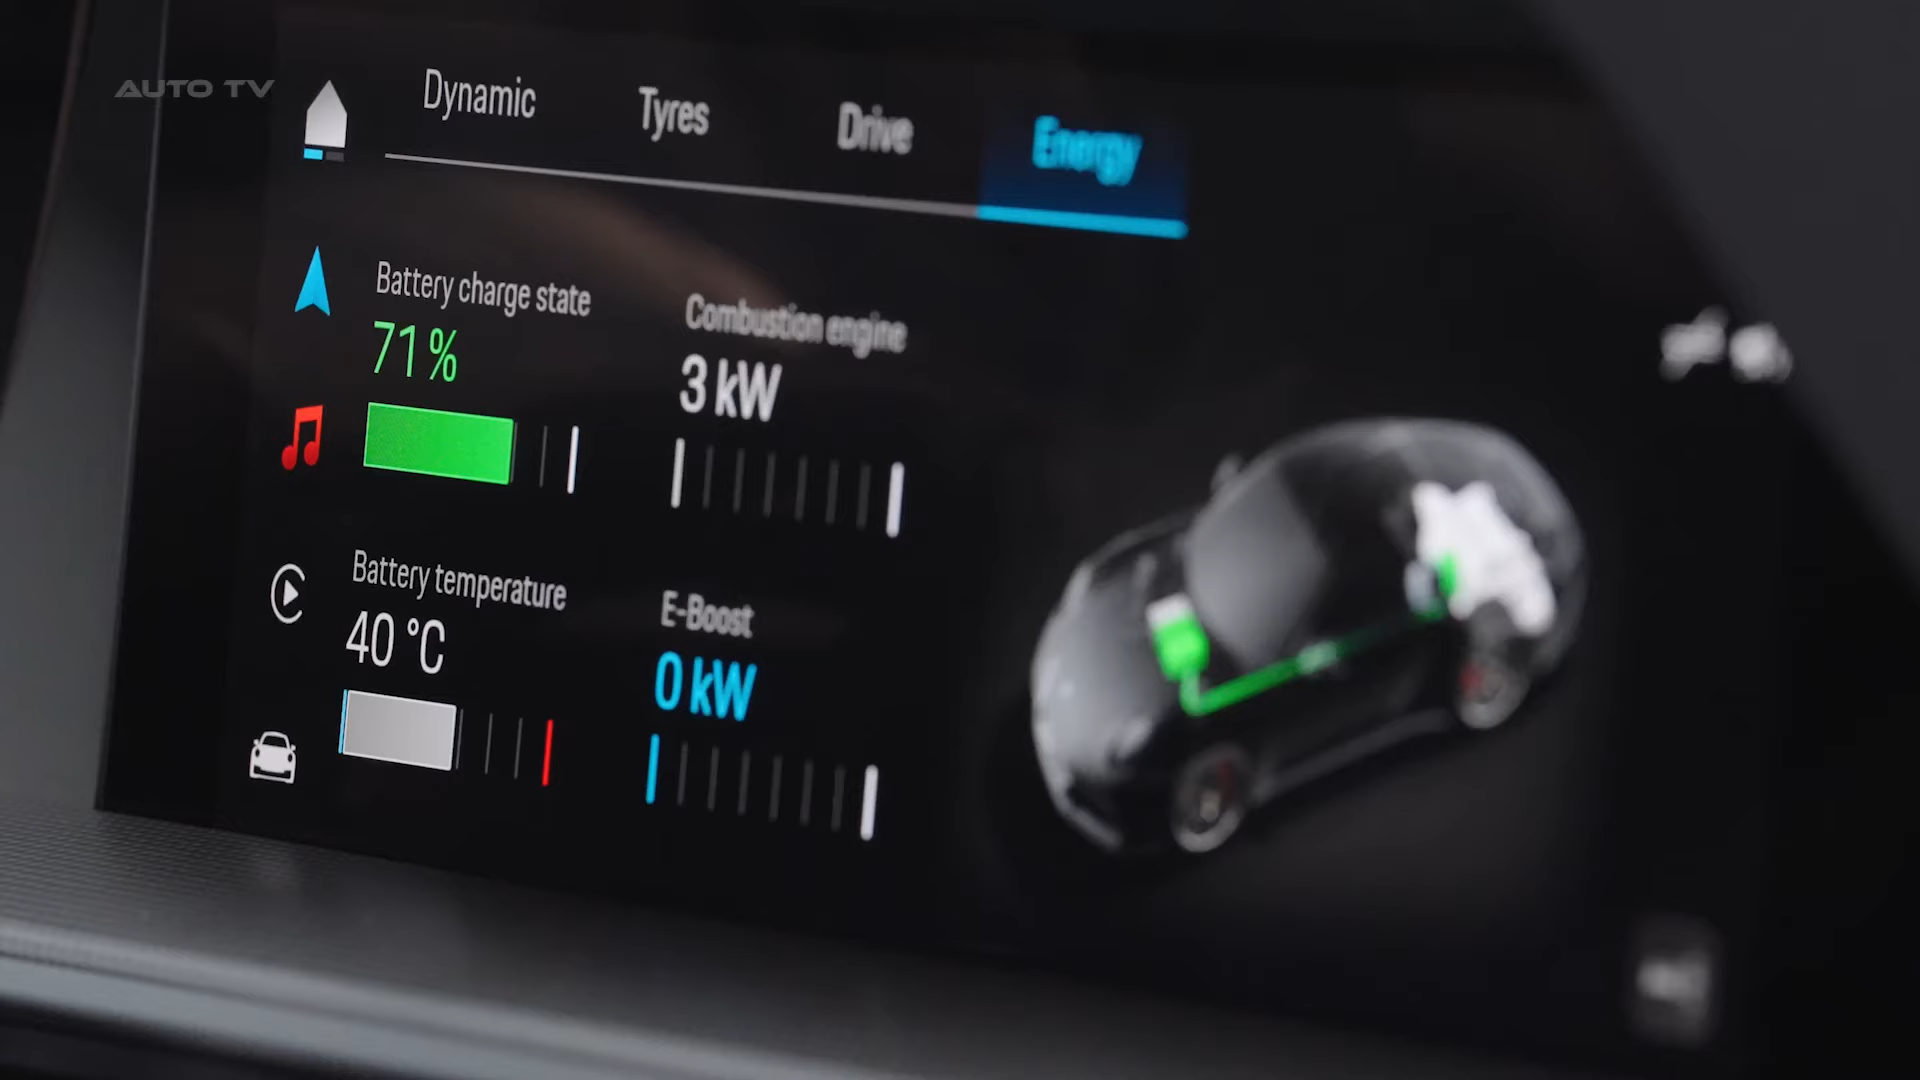 AUTO TV
Dynamic
Tyres
Drive
Energy
Battery charge state
71%
Combustion engine
3 kW
Battery temperature
40 °C
E-Boost
0 kW